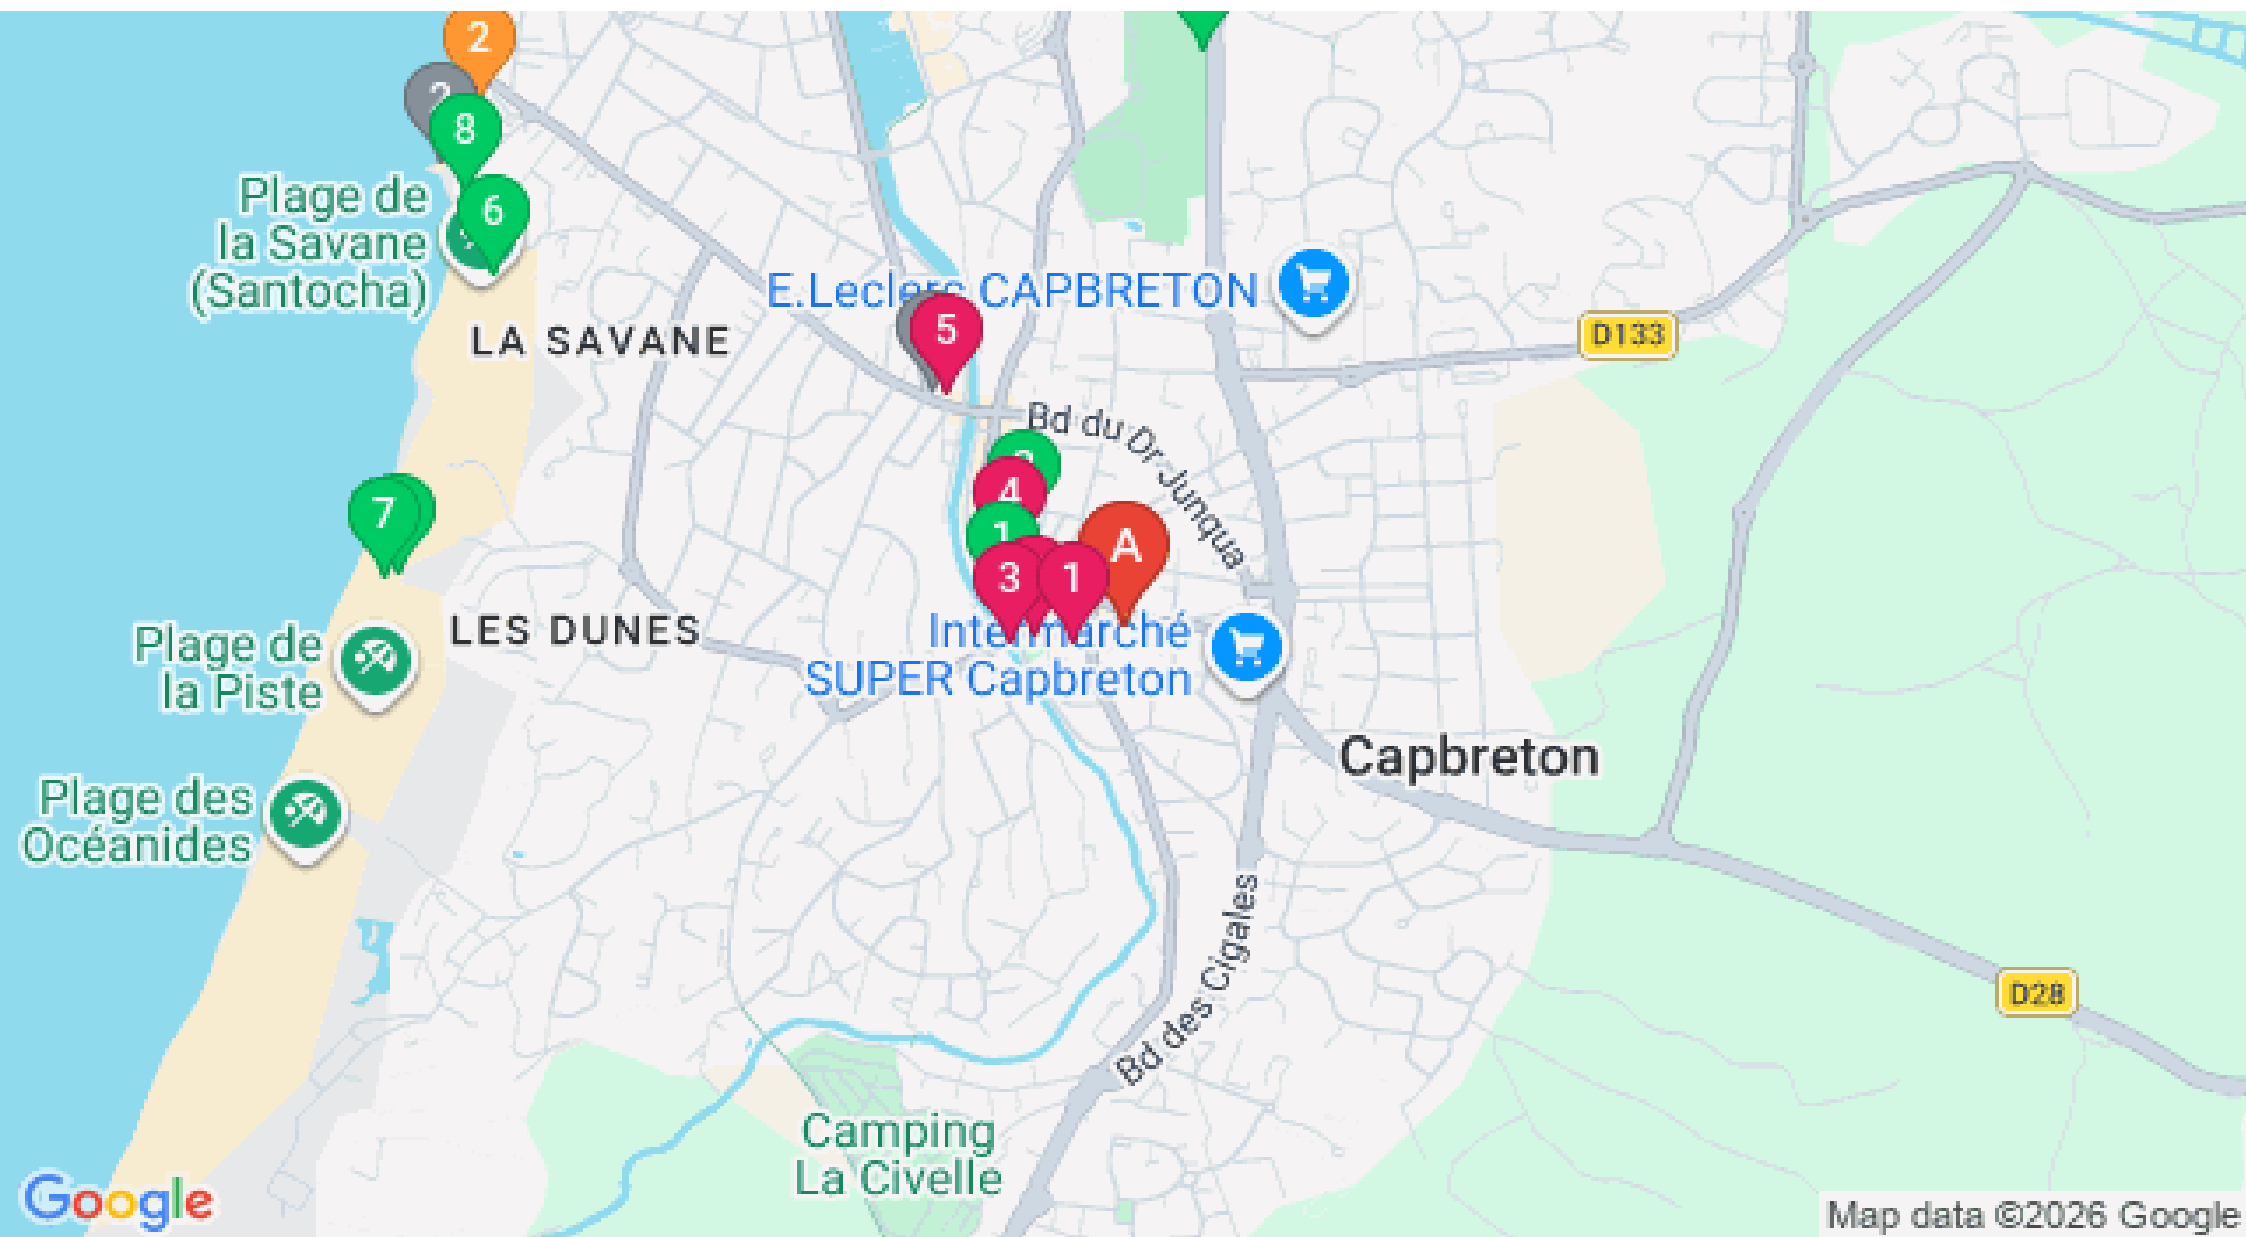 2
2
8
Plage de
la Savane
(Santocha)
6
E.Leclerc CAPBRETON
5
LA SAVANE
D133
Bd du Dr Junqua
4
7
1
A
3
1
Intermarché
SUPER Capbreton
LES DUNES
Plage de
la Piste
Capbreton
Plage des
Océanides
Bd des Cigales
D28
Camping
La Civelle
Google
Map data ©2026 Google